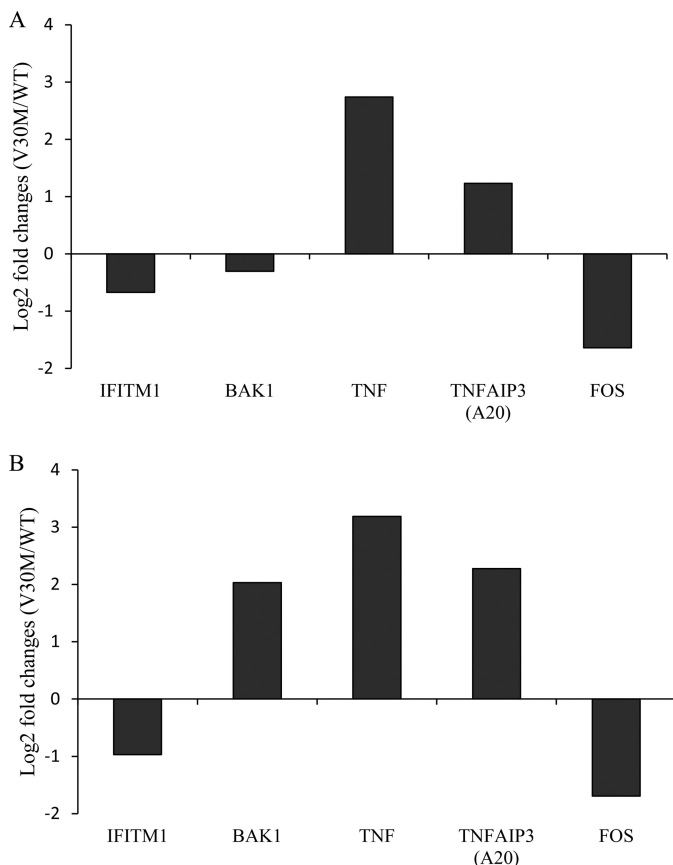 A
Log2 fold changes (V30M/WT)
4
3
2
1
0
-1
-2
IFITM1 BAK1 TNF TNFAIP3 FOS
(A20)
B
Log2 fold changes (V30M/WT)
4
3
2
1
0
-1
-2
IFITM1 BAK1 TNF TNFAIP3 FOS
(A20)